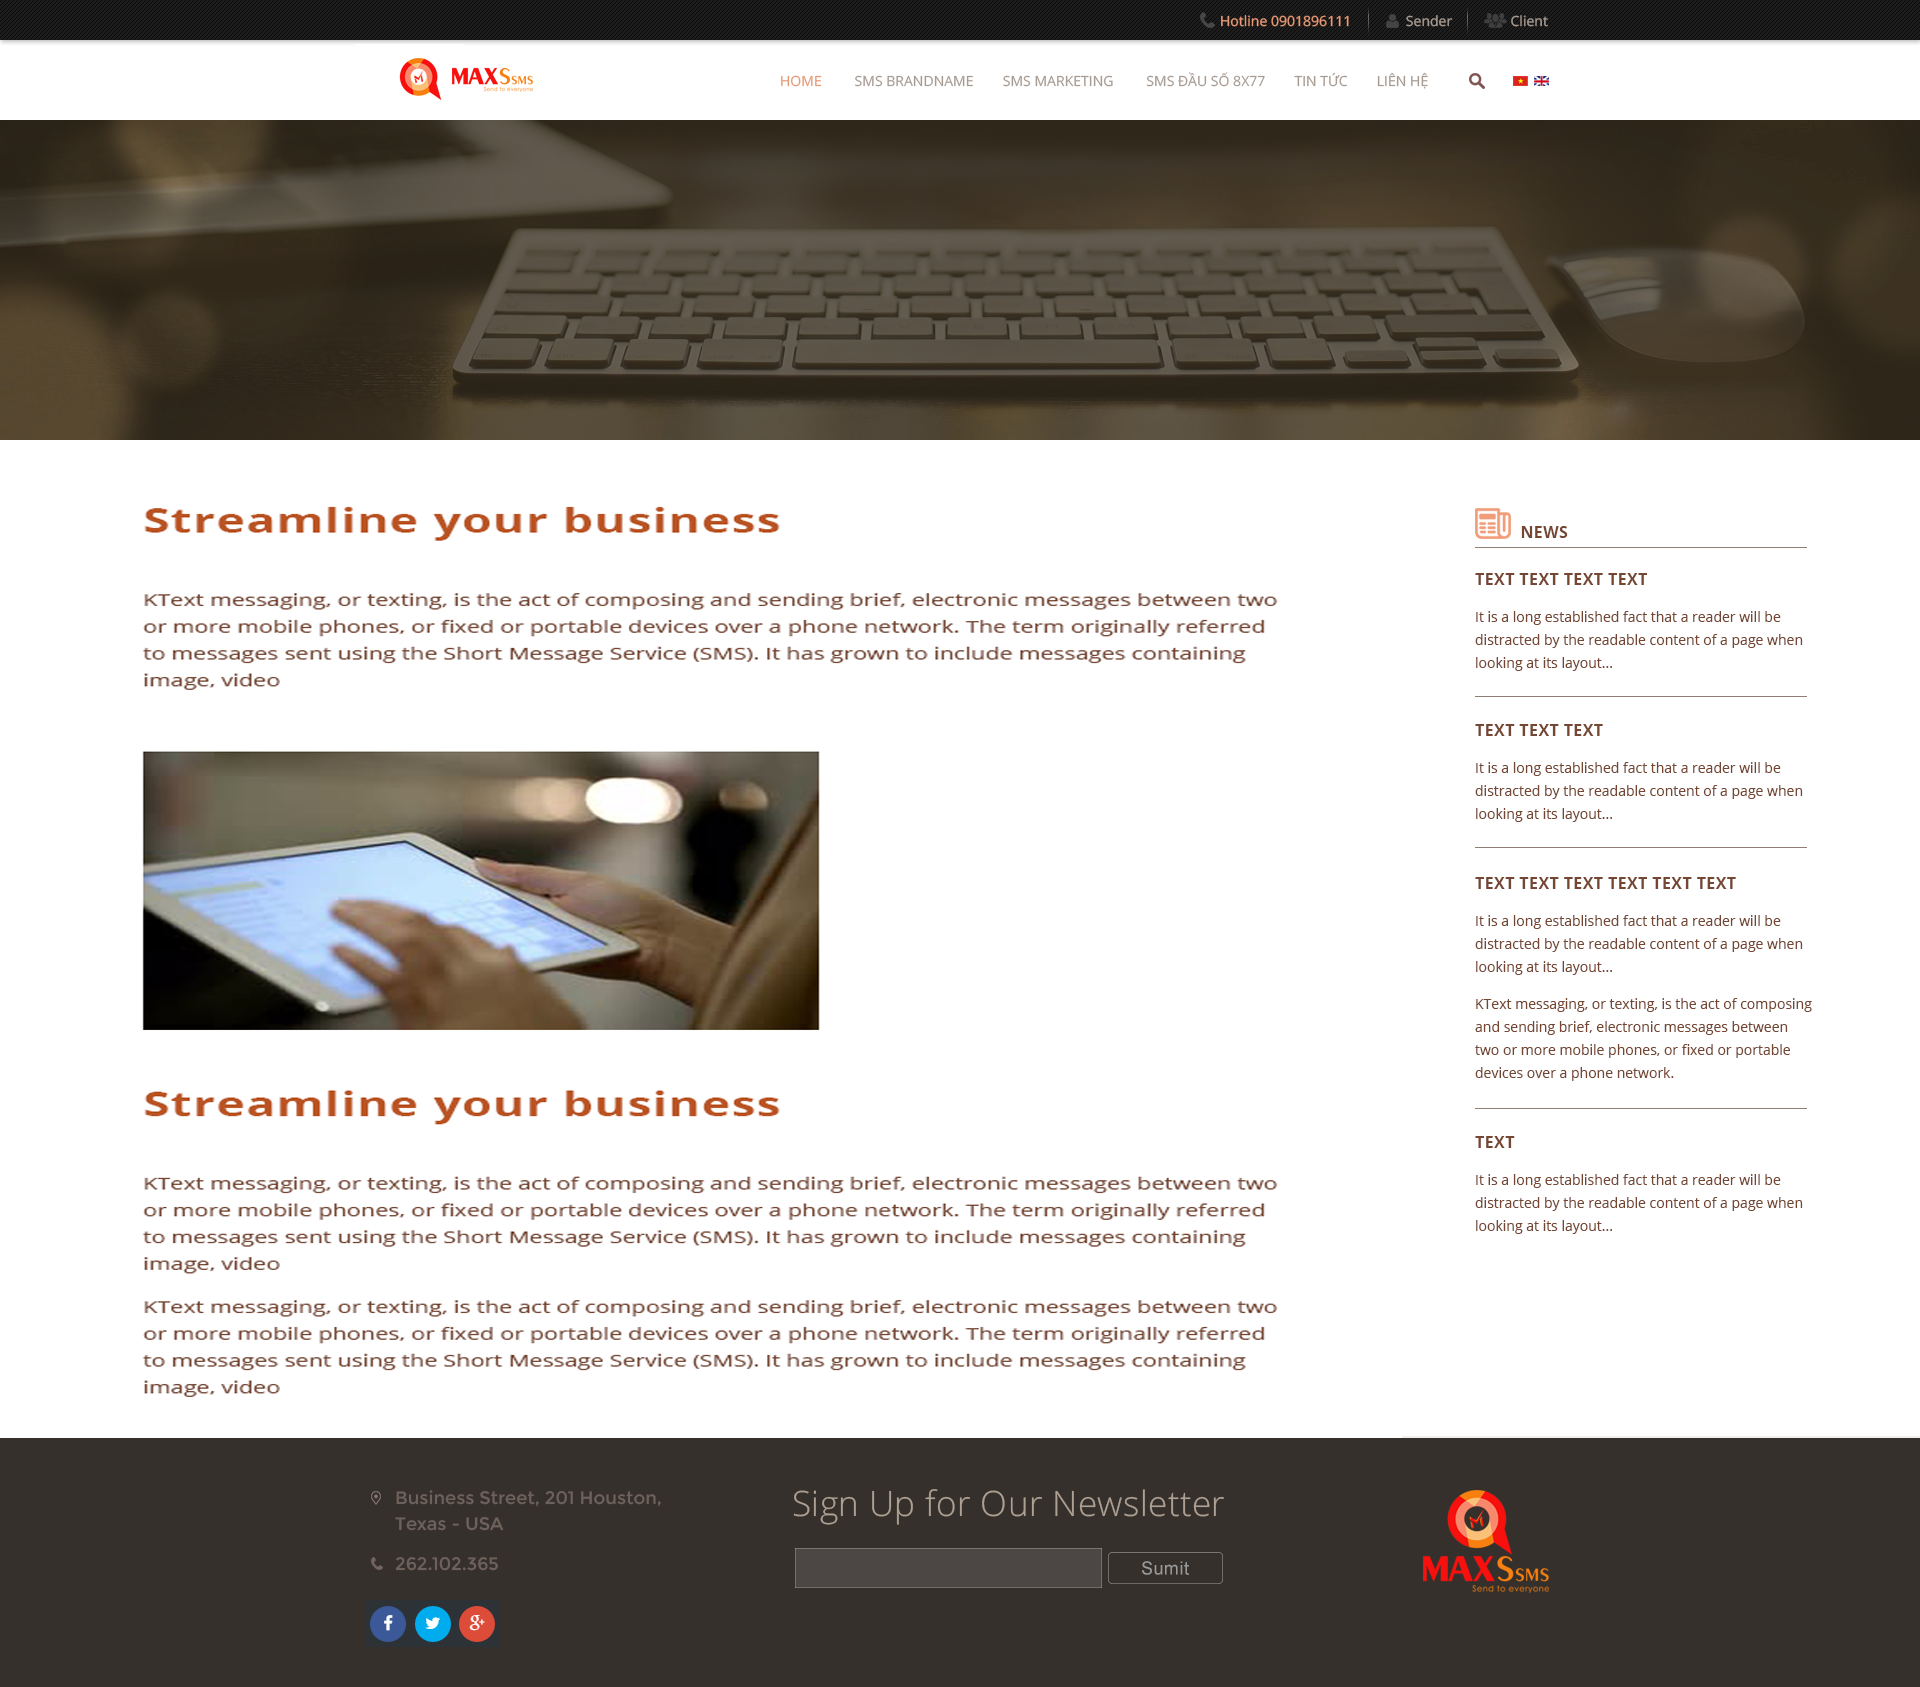 Hotline 0901896111
Sender
Client
MAXSSMS
Send to everyone
HOME
SMS BRANDNAME
SMS MARKETING
SMS ĐẦU SỐ 8X77
TIN TỨC
LIÊN HỆ
Streamline your business
KText messaging, or texting, is the act of composing and sending brief, electronic messages between two
or more mobile phones, or fixed or portable devices over a phone network. The term originally referred
to messages sent using the Short Message Service (SMS). It has grown to include messages containing
image, video
Streamline your business
KText messaging, or texting, is the act of composing and sending brief, electronic messages between two
or more mobile phones, or fixed or portable devices over a phone network. The term originally referred
to messages sent using the Short Message Service (SMS). It has grown to include messages containing
image, video
KText messaging, or texting, is the act of composing and sending brief, electronic messages between two
or more mobile phones, or fixed or portable devices over a phone network. The term originally referred
to messages sent using the Short Message Service (SMS). It has grown to include messages containing
image, video
NEWS
TEXT TEXT TEXT TEXT
It is a long established fact that a reader will be
distracted by the readable content of a page when
looking at its layout...
TEXT TEXT TEXT
It is a long established fact that a reader will be
distracted by the readable content of a page when
looking at its layout...
TEXT TEXT TEXT TEXT TEXT TEXT
It is a long established fact that a reader will be
distracted by the readable content of a page when
looking at its layout...
KText messaging, or texting, is the act of composing
and sending brief, electronic messages between
two or more mobile phones, or fixed or portable
devices over a phone network.
TEXT
It is a long established fact that a reader will be
distracted by the readable content of a page when
looking at its layout...
Business Street, 201 Houston,
Texas - USA
262.102.365
Sign Up for Our Newsletter
Sumit
MAXSSMS
Send to everyone